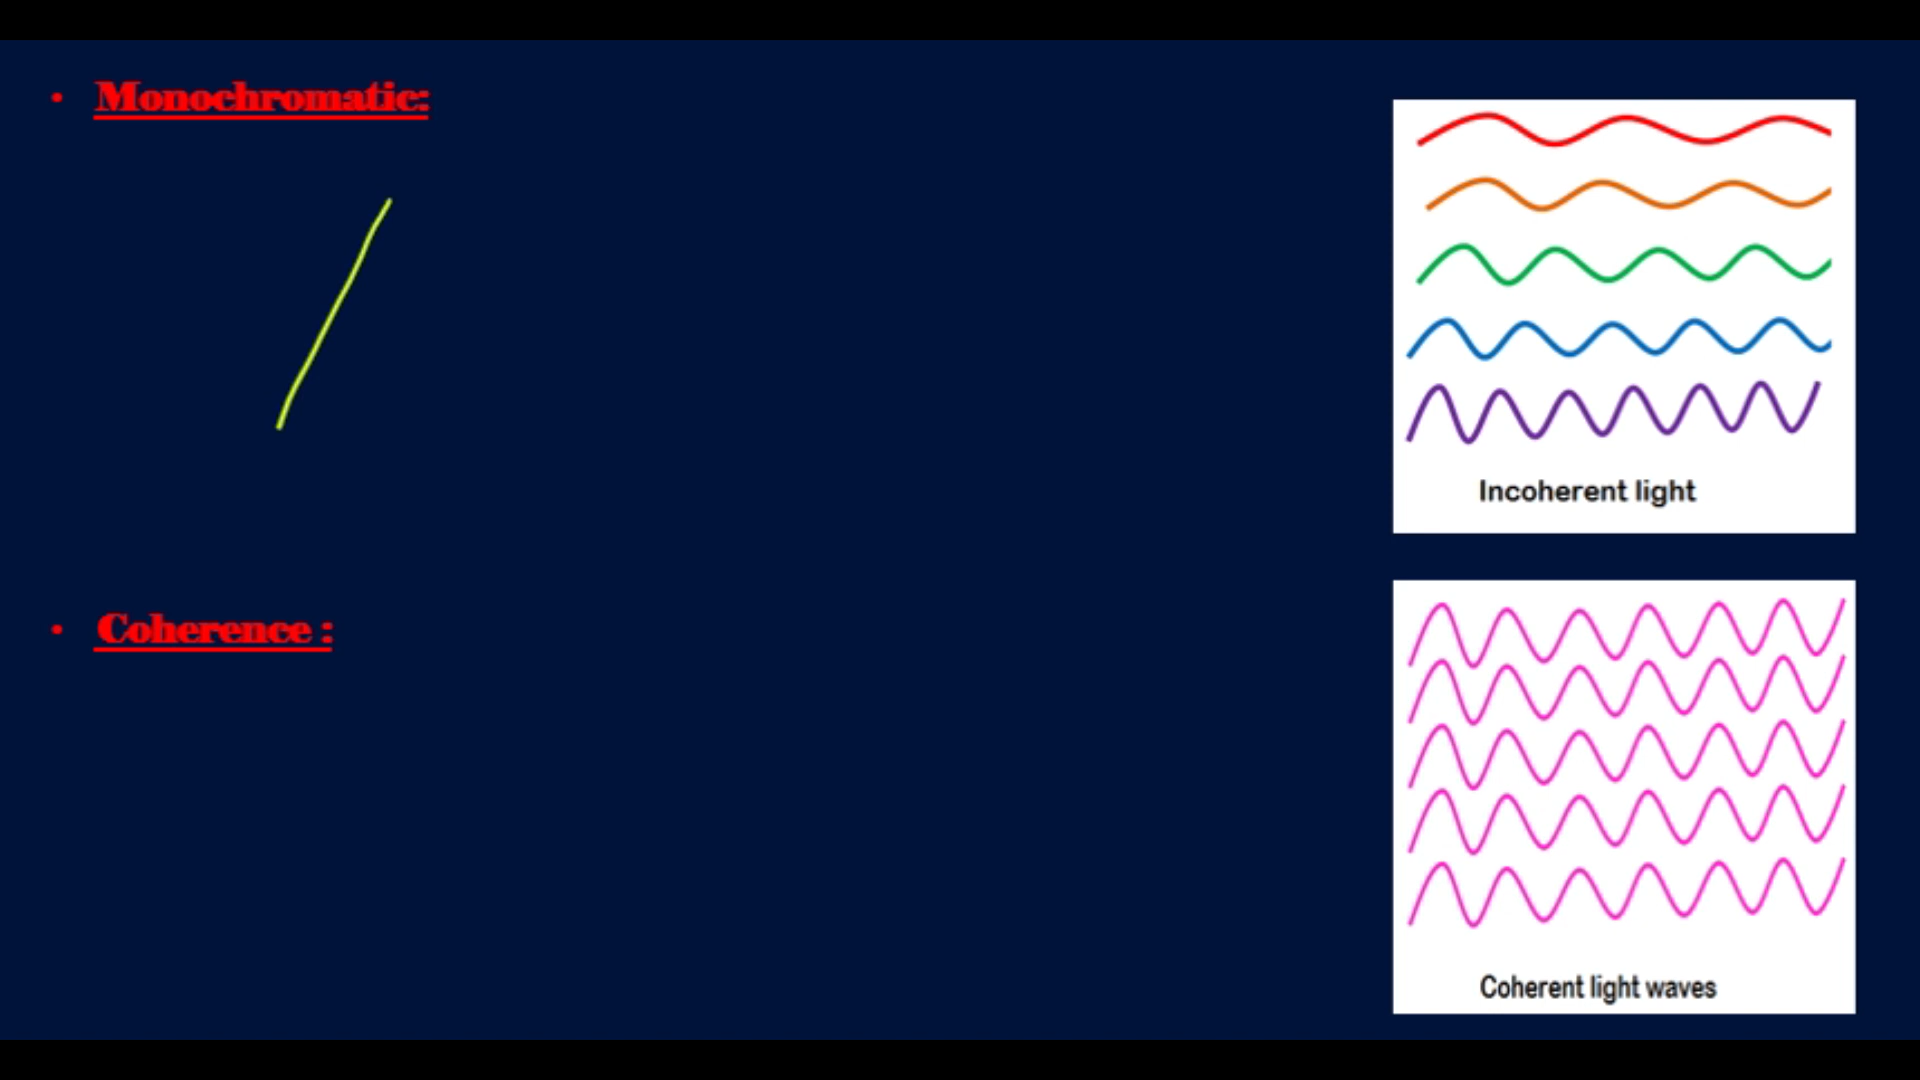 • Monochromatic:
Incoherent light
• Coherence :
Coherent light waves